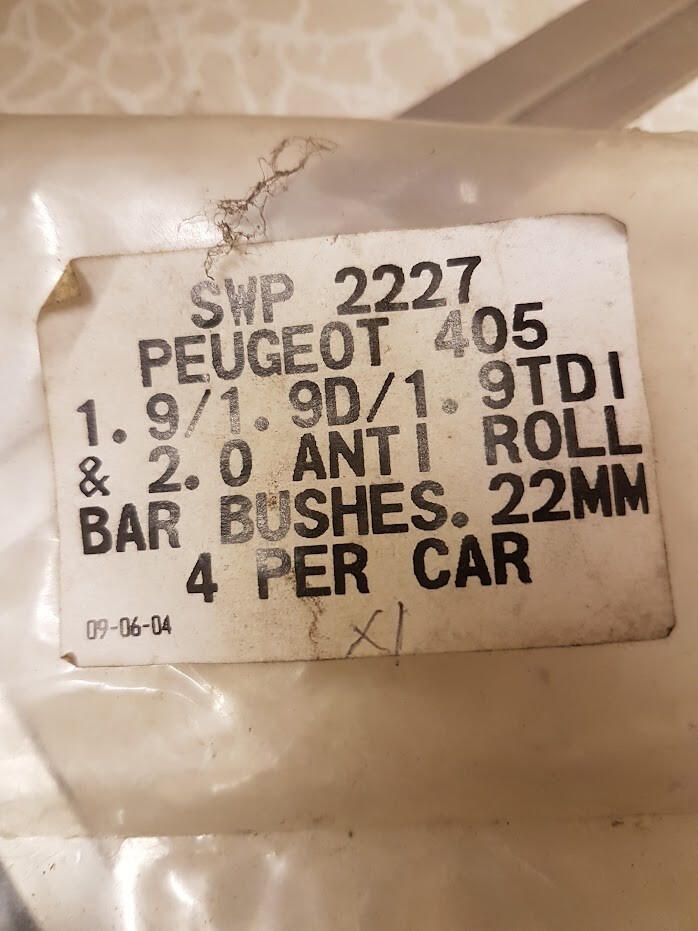 SWP 2227
PEUGEOT 405
1.9/1.9D/1.9TDI
& 2.0 ANTI ROLL
BAR BUSHES. 22MM
4 PER CAR
09-06-04
X1